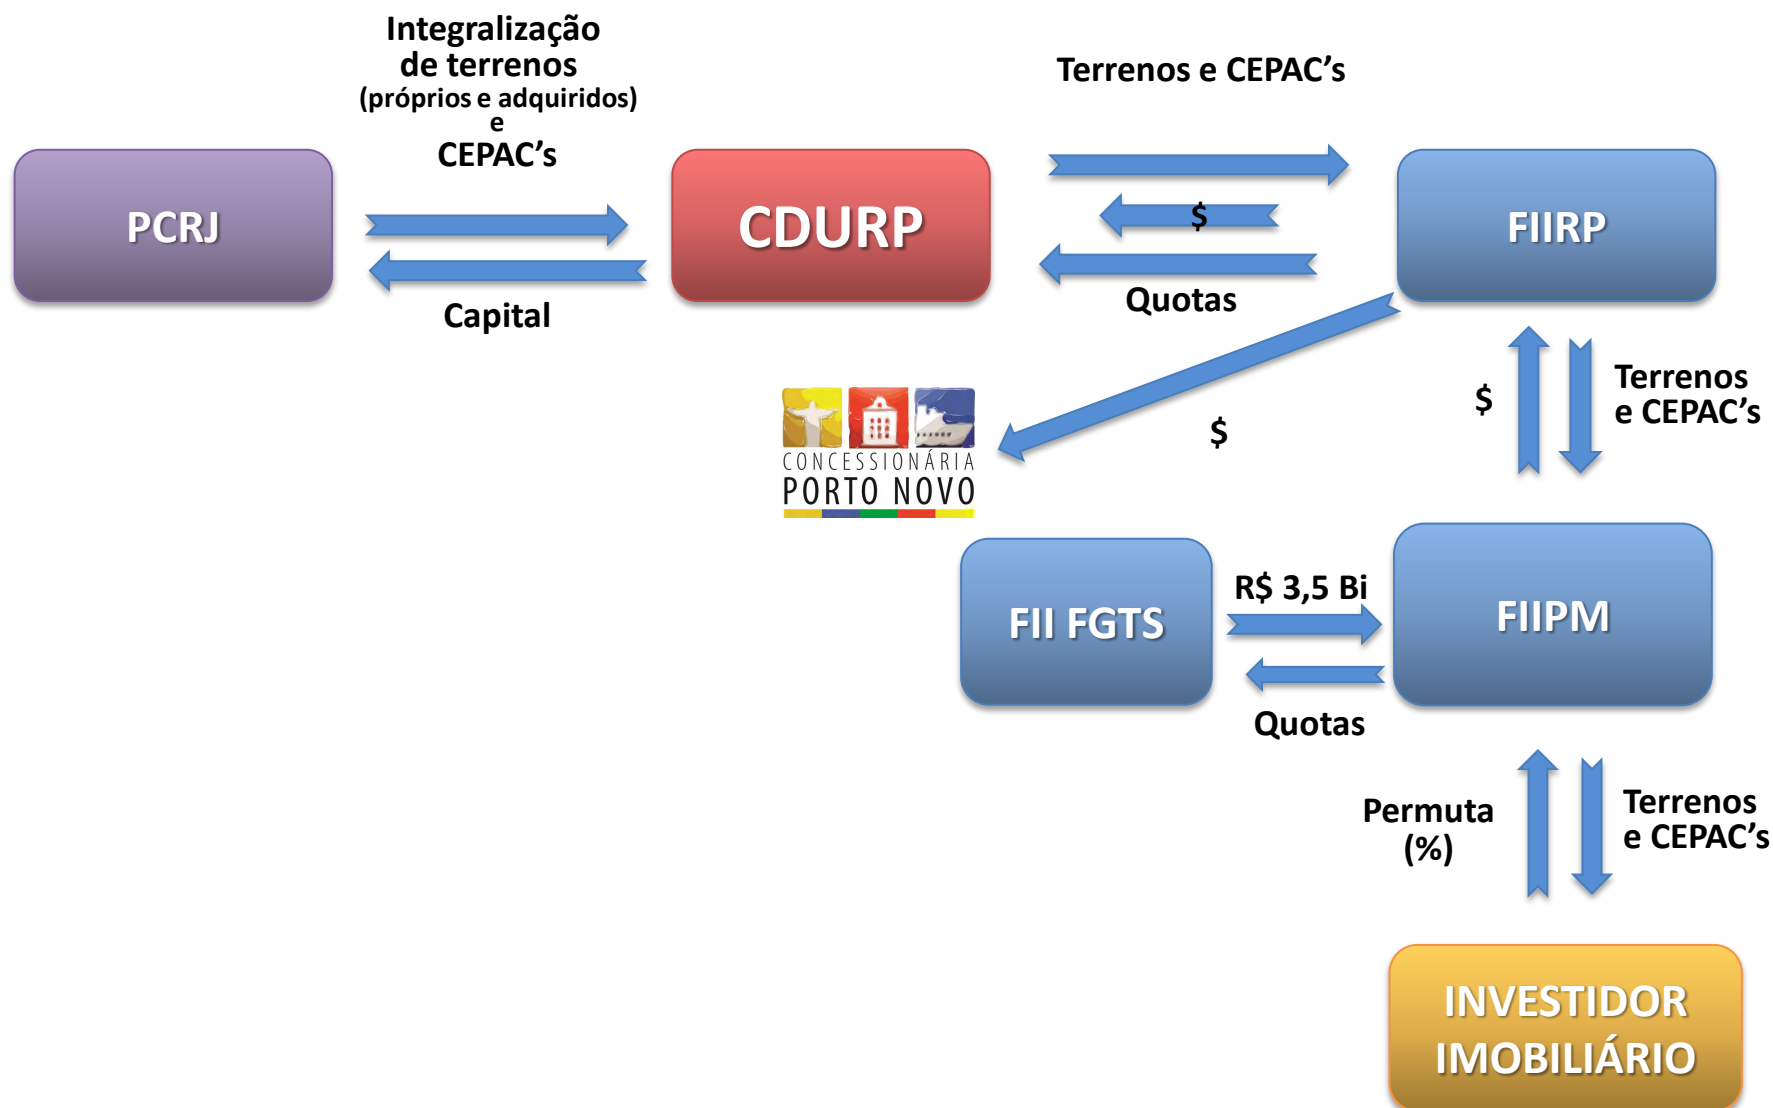 Integralização
de terrenos
(próprios e adquiridos)
e
CEPAC’s
Terrenos e CEPAC’s
PCRJ
CDURP
$
FIIRP
Capital
Quotas
$
$
Terrenos
e CEPAC’s
CONCESSIONÁRIA
PORTO NOVO
FII FGTS
R$ 3,5 Bi
FIIPM
Quotas
Permuta
(%)
Terrenos
e CEPAC’s
INVESTIDOR
IMOBILIÁRIO